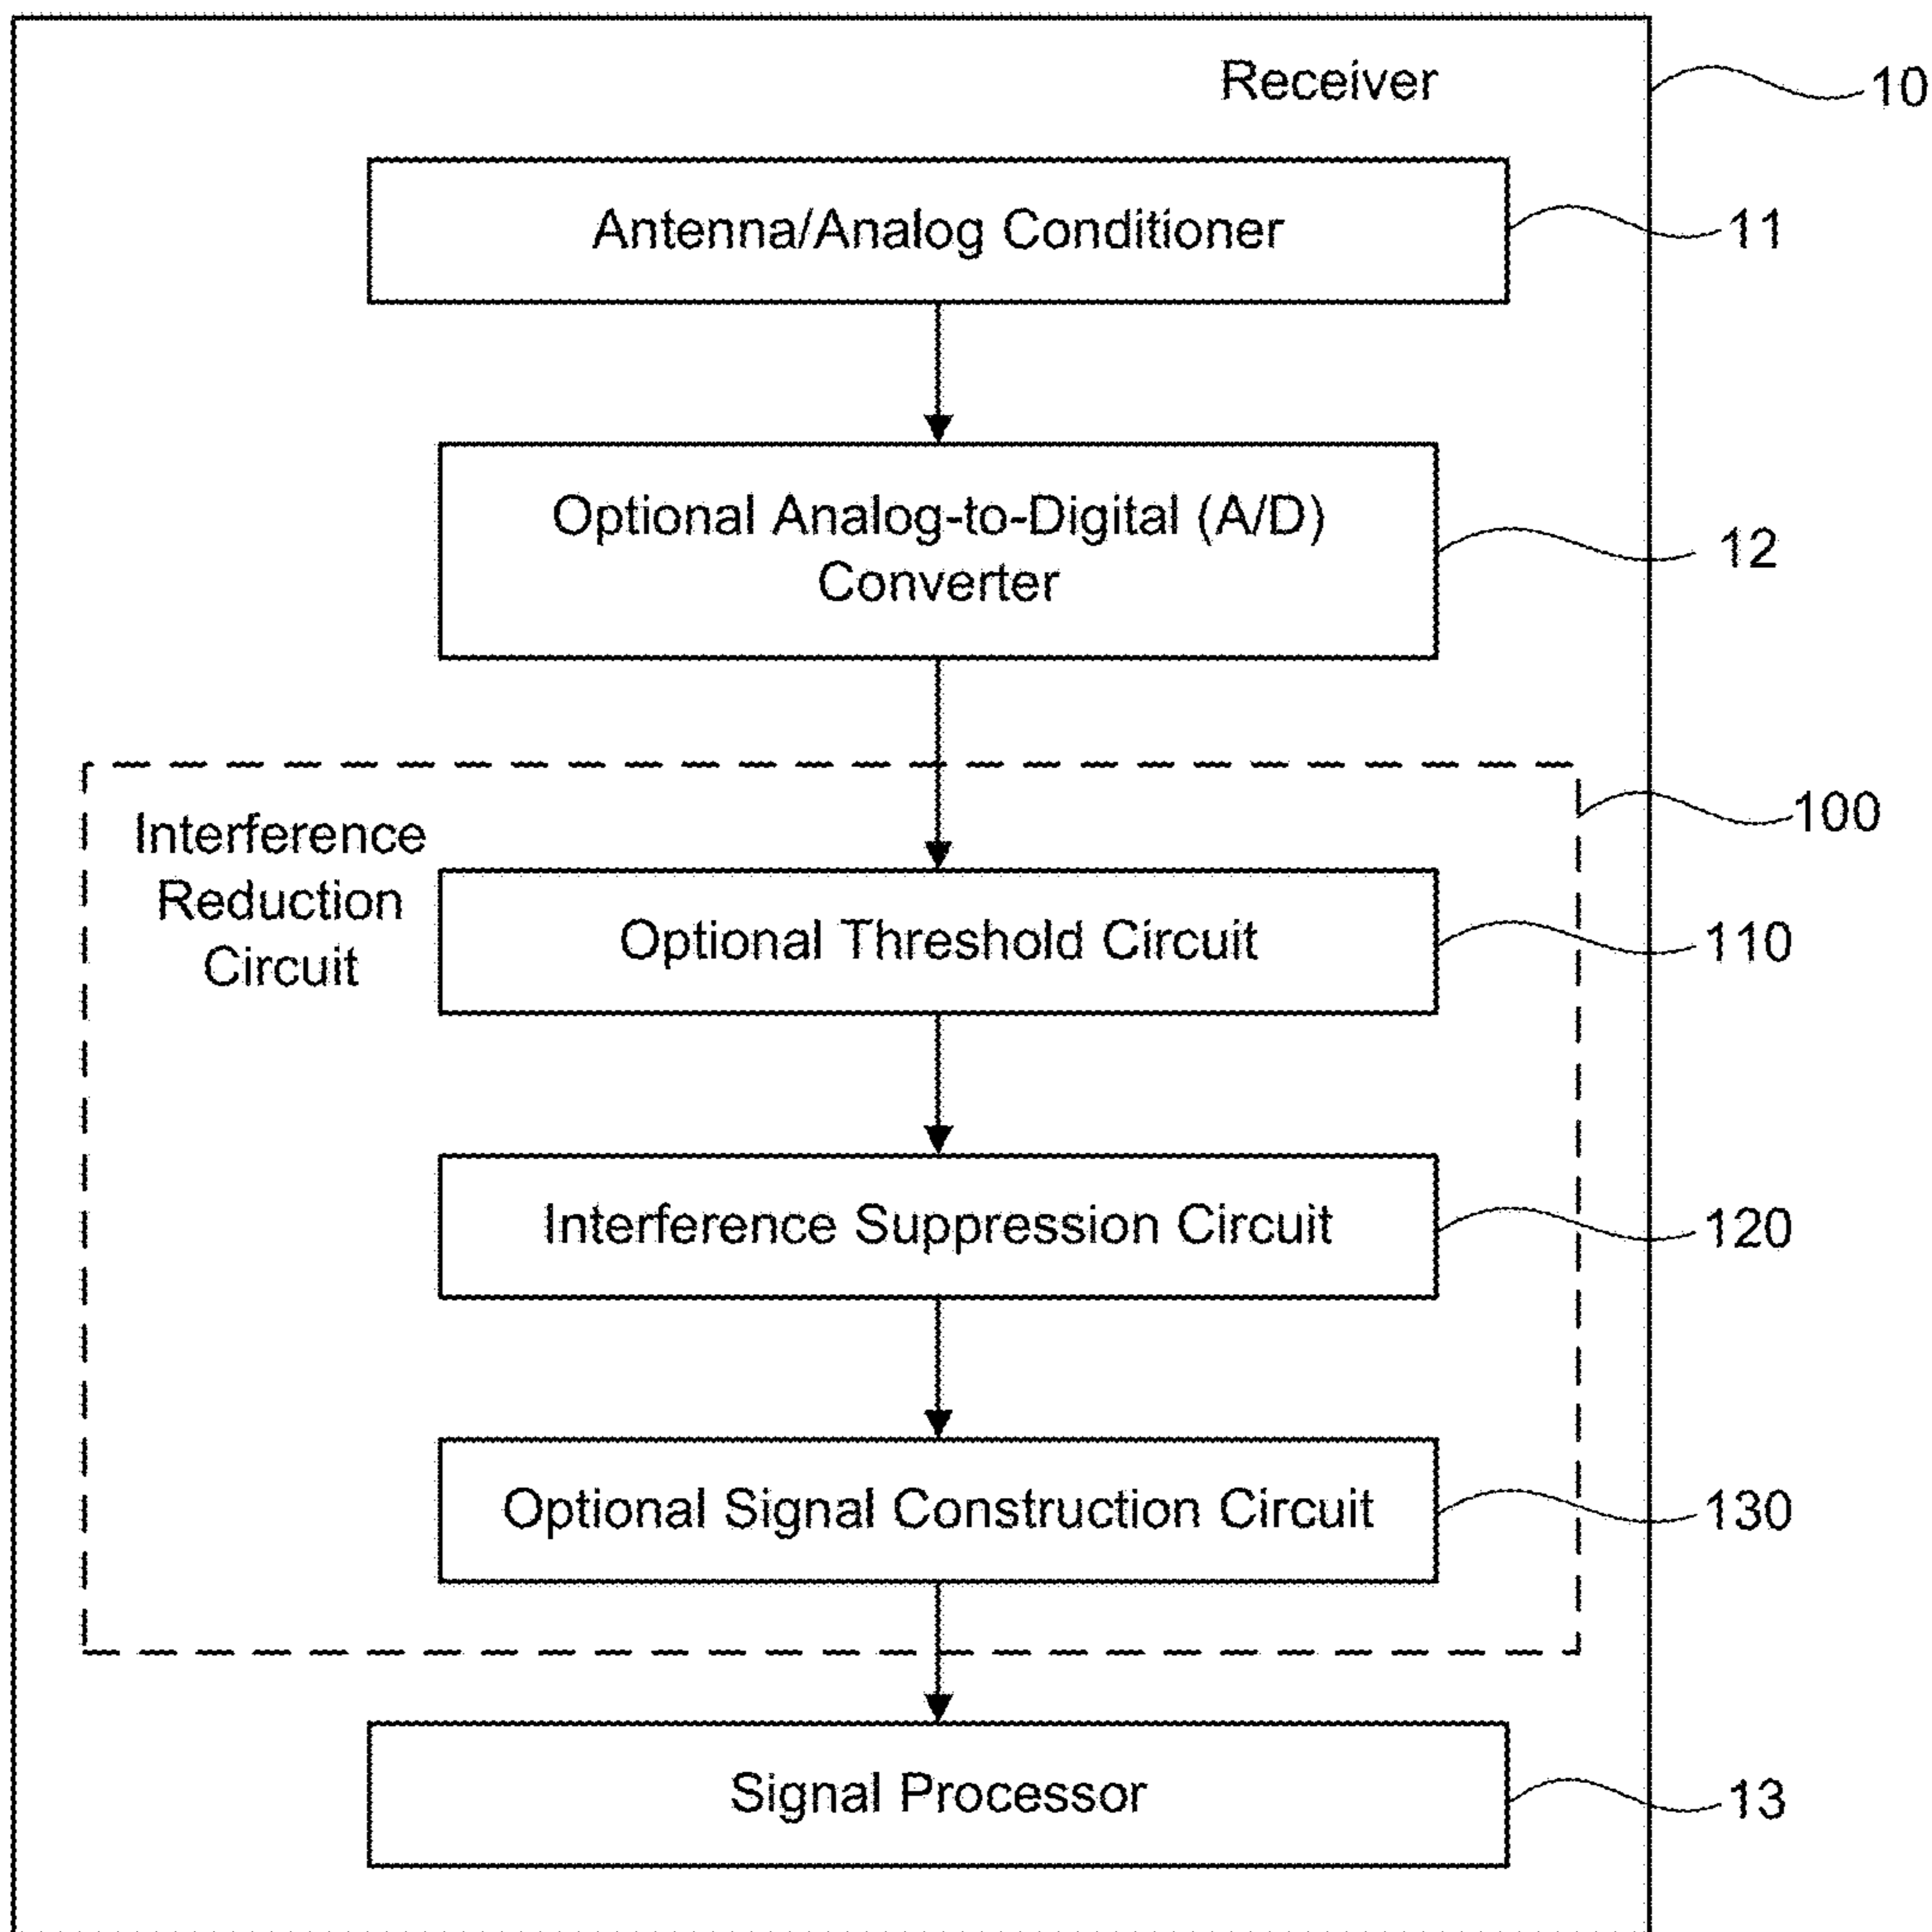 Receiver
10
Antenna/Analog Conditioner
11
Optional Analog-to-Digital (A/D)
Converter
12
Interference
Reduction
Circuit
100
Optional Threshold Circuit
110
Interference Suppression Circuit
120
Optional Signal Construction Circuit
130
Signal Processor
13